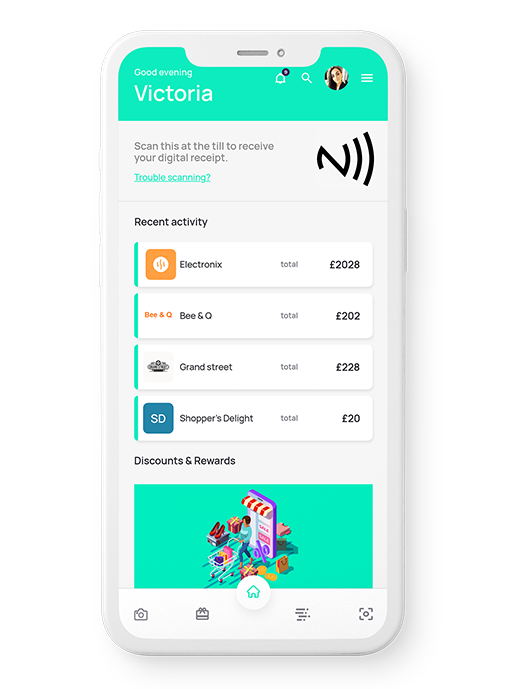 Good evening
Victoria
Scan this at the till to receive
your digital receipt.
Trouble scanning?
Recent activity
Electronix total £2028
Bee & Q Bee & Q total £202
Grand street total £228
SD Shopper's Delight total £20
Discounts & Rewards
SALE